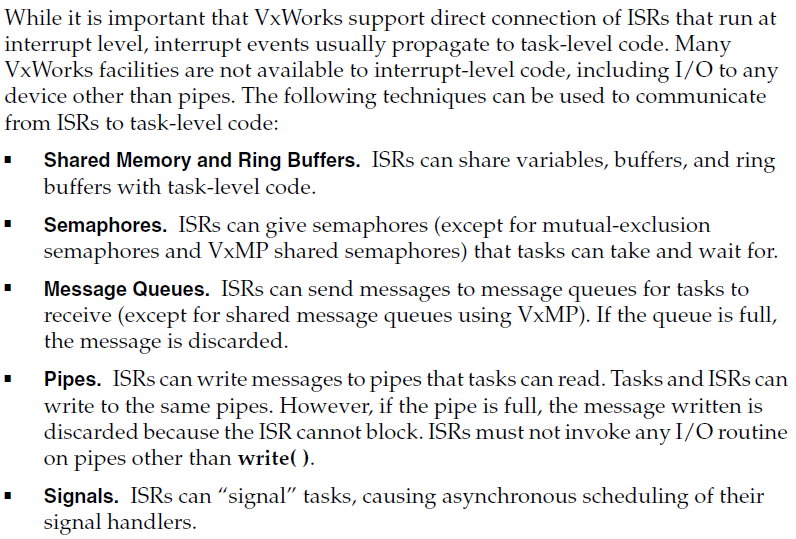 While it is important that VxWorks support direct connection of ISRs that run at
interrupt level, interrupt events usually propagate to task-level code. Many
VxWorks facilities are not available to interrupt-level code, including I/O to any
device other than pipes. The following techniques can be used to communicate
from ISRs to task-level code:
▪ Shared Memory and Ring Buffers. ISRs can share variables, buffers, and ring
buffers with task-level code.
▪ Semaphores. ISRs can give semaphores (except for mutual-exclusion
semaphores and VxMP shared semaphores) that tasks can take and wait for.
▪ Message Queues. ISRs can send messages to message queues for tasks to
receive (except for shared message queues using VxMP). If the queue is full,
the message is discarded.
▪ Pipes. ISRs can write messages to pipes that tasks can read. Tasks and ISRs can
write to the same pipes. However, if the pipe is full, the message written is
discarded because the ISR cannot block. ISRs must not invoke any I/O routine
on pipes other than write( ).
▪ Signals. ISRs can “signal” tasks, causing asynchronous scheduling of their
signal handlers.